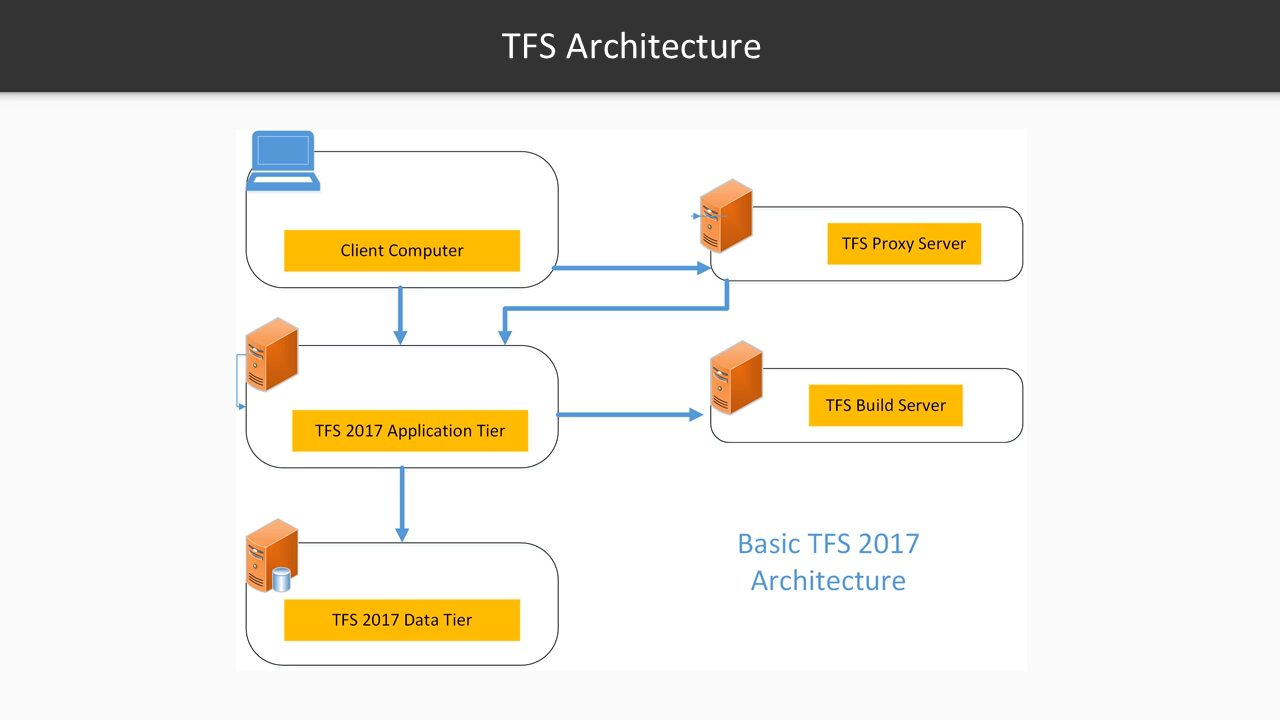 TFS Architecture
Client Computer
TFS Proxy Server
TFS 2017 Application Tier
TFS Build Server
TFS 2017 Data Tier
Basic TFS 2017
Architecture